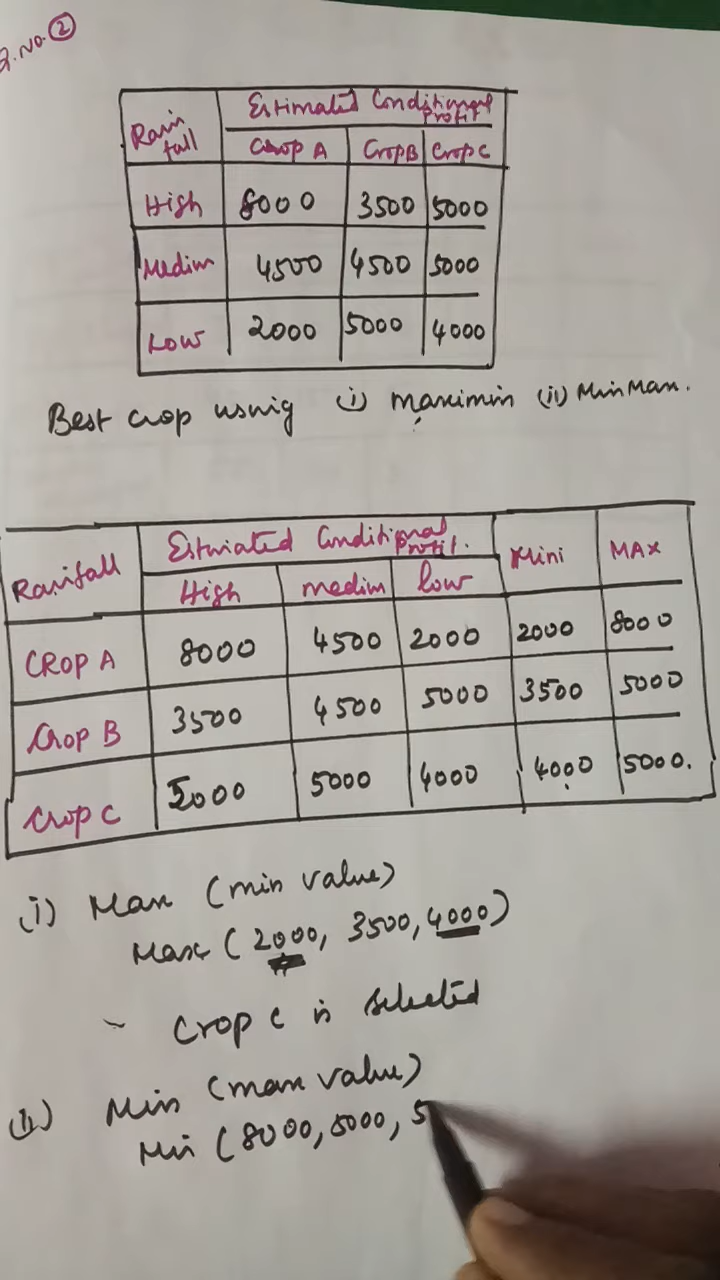 Q.No. 2
Rain fall
Estimated Conditional Profit
Crop A Crop B Crop C
High 8000 3500 5000
Medium 4500 4500 5000
Low 2000 5000 4000
Best crop using (i) maximin (ii) MinMax.
Rainfall Estimated Conditional Profit. Mini MAX
High medium low
CROP A 8000 4500 2000 2000 8000
Crop B 3500 4500 5000 3500 5000
Crop C 5000 5000 4000 4000 5000.
(i) Max (min value)
Max (2000, 3500, 4000)
~ Crop C is selected
(ii) Min (max value)
Min (8000, 5000, 5